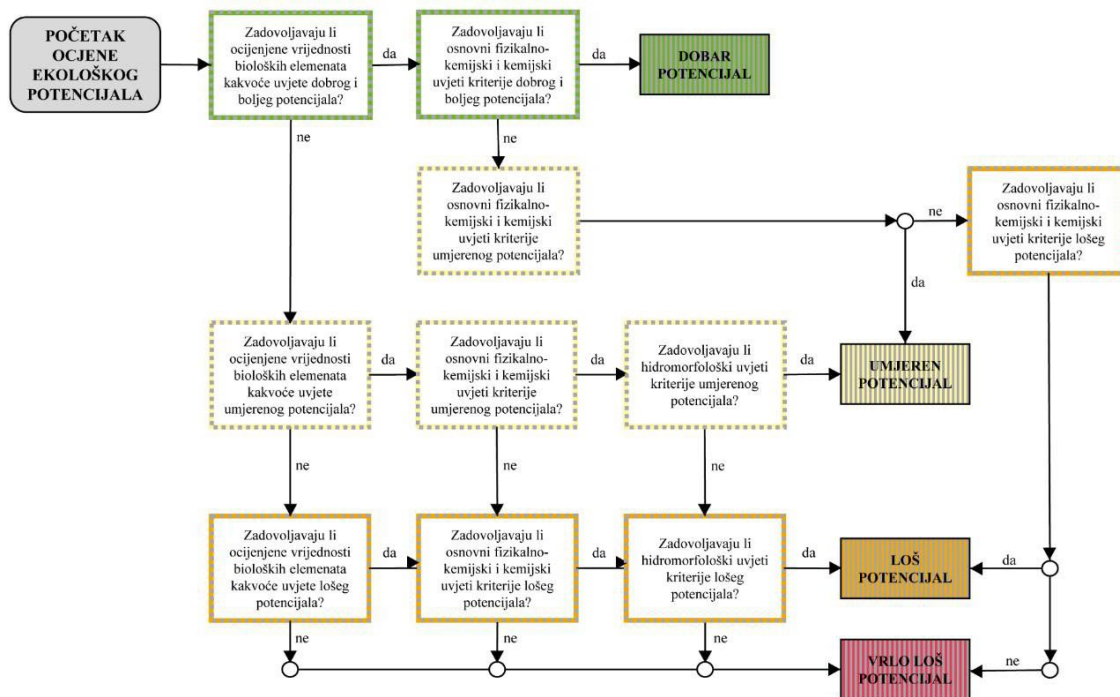 POČETAK
OCJENE
EKOLOŠKOG
POTENCIJALA
Zadovoljavaju li
ocijenjene vrijednosti
bioloških elemenata
kakvoće uvjete dobrog i
boljeg potencijala?
da
Zadovoljavaju li
osnovni fizikalno-
kemijski i kemijski
uvjeti kriterije dobrog i
boljeg potencijala?
da
DOBAR
POTENCIJAL
ne
ne
Zadovoljavaju li
osnovni fizikalno-
kemijski i kemijski
uvjeti kriterije
umjerenog potencijala?
ne
Zadovoljavaju li
osnovni fizikalno-
kemijski i kemijski
uvjeti kriterije lošeg
potencijala?
da
Zadovoljavaju li
ocijenjene vrijednosti
bioloških elemenata
kakvoće uvjete
umjerenog potencijala?
da
Zadovoljavaju li
osnovni fizikalno-
kemijski i kemijski
uvjeti kriterije
umjerenog potencijala?
da
Zadovoljavaju li
hidromorfološki uvjeti
kriterije umjerenog
potencijala?
da
UMJEREN
POTENCIJAL
ne
ne
ne
Zadovoljavaju li
ocijenjene vrijednosti
bioloških elemenata
kakvoće uvjete lošeg
potencijala?
da
Zadovoljavaju li
osnovni fizikalno-
kemijski i kemijski
uvjeti kriterije lošeg
potencijala?
da
Zadovoljavaju li
hidromorfološki uvjeti
kriterije lošeg
potencijala?
da
LOŠ
POTENCIJAL
da
ne
ne
ne
VRLO LOŠ
POTENCIJAL
ne